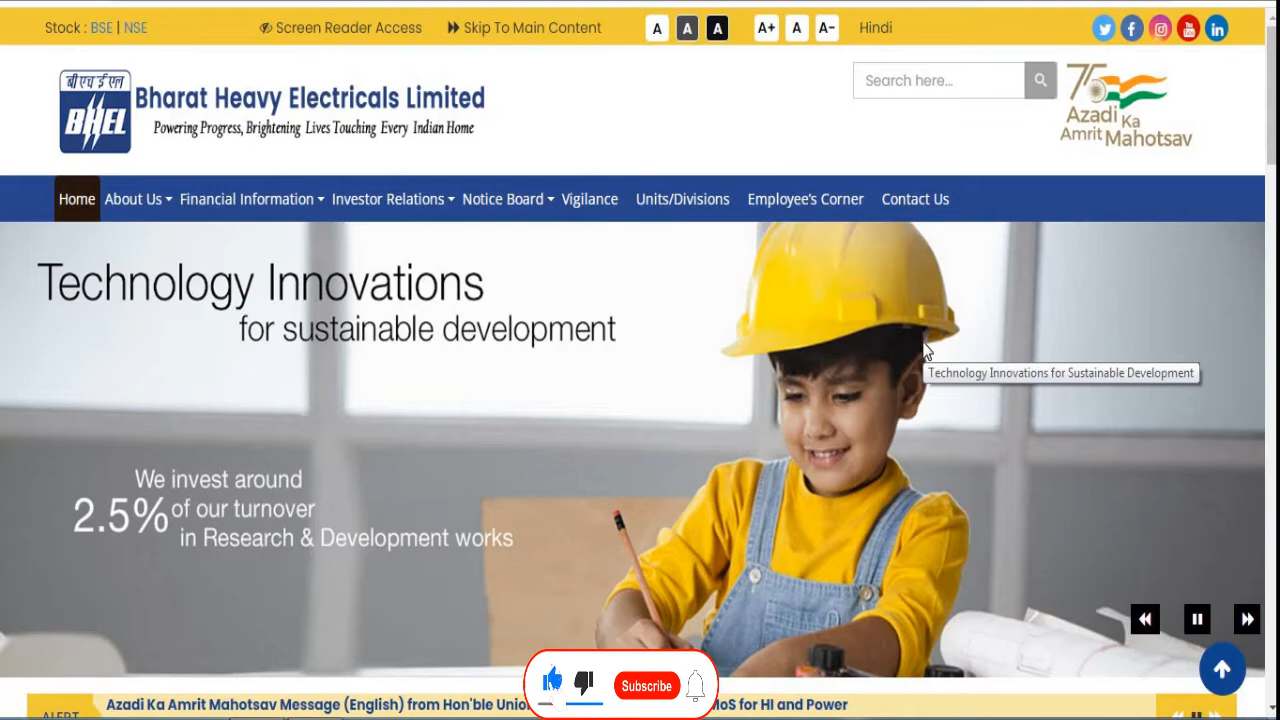 Stock : BSE | NSE
Screen Reader Access
Skip To Main Content
A A A
A+ A A-
Hindi
बीएचईएल
BHEL
Bharat Heavy Electricals Limited
Powering Progress, Brightening Lives Touching Every Indian Home
Search here...
75
Azadi Ka
Amrit Mahotsav
Home About Us Financial Information Investor Relations Notice Board Vigilance Units/Divisions Employee's Corner Contact Us
Technology Innovations
for sustainable development
Technology Innovations for Sustainable Development
We invest around
2.5% of our turnover
in Research & Development works
Subscribe
ALERT
Azadi Ka Amrit Mahotsav Message (English) from Hon'ble
MoS for HI and Power